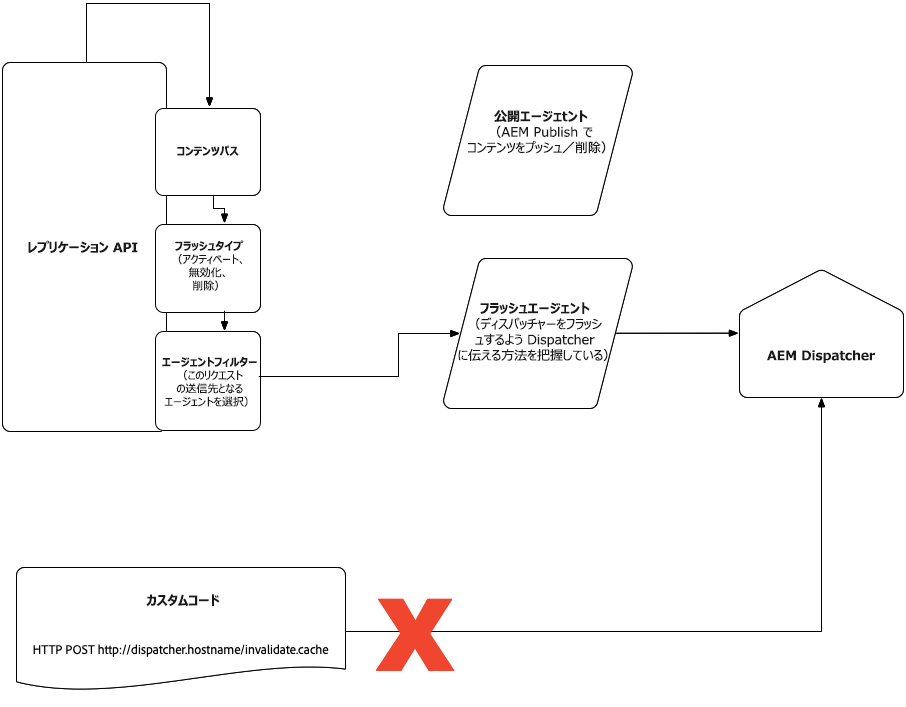 レプリケーション API
コンテンツパス
フラッシュタイプ
（アクティベート、
無効化、
削除）
エージェントフィルター
（このリクエスト
の送信先となる
エージェントを選択）
公開エージェtント
（AEM Publish で
コンテンツをプッシュ／削除）
フラッシュエージェント
（ディスパッチャーをフラッシ
ュするよう Dispatcher
に伝える方法を把握している）
AEM Dispatcher
カスタムコード
HTTP POST http://dispatcher.hostname/invalidate.cache